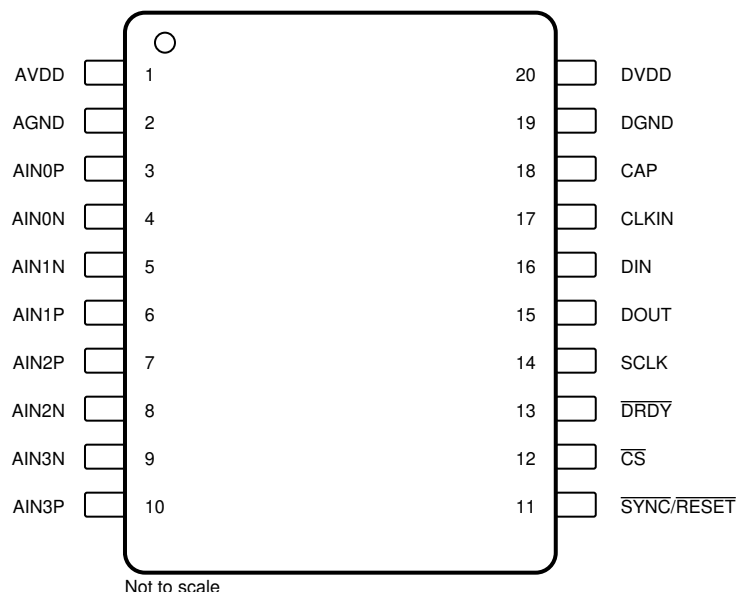 AVDD 1 20 DVDD
AGND 2 19 DGND
AIN0P 3 18 CAP
AIN0N 4 17 CLKIN
AIN1N 5 16 DIN
AIN1P 6 15 DOUT
AIN2P 7 14 SCLK
AIN2N 8 13 DRDY
AIN3N 9 12 CS
AIN3P 10 11 SYNC/RESET
Not to scale